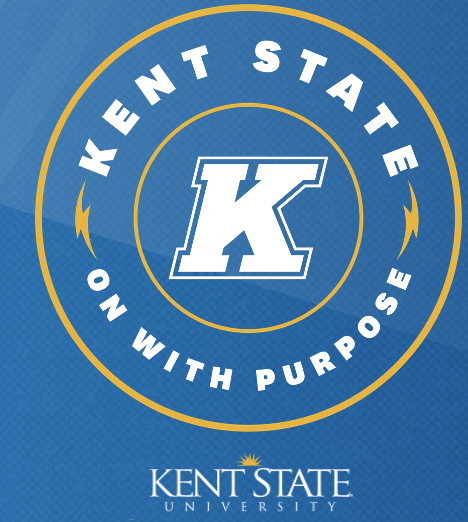 KENT STATE
K
ON WITH PURPOSE
KENT STATE
UNIVERSITY